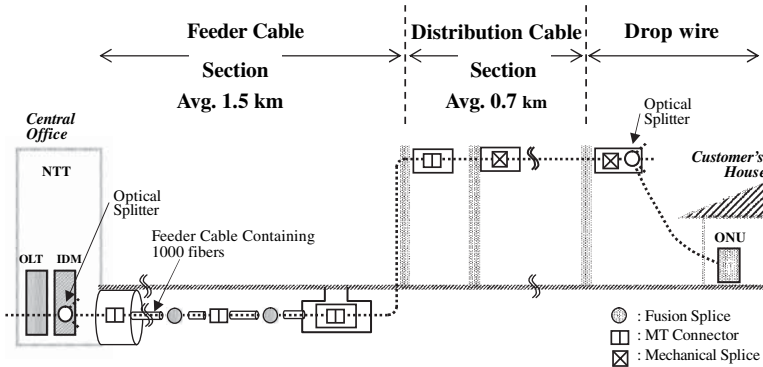 Feeder Cable
Section
Avg. 1.5 km
Distribution Cable
Section
Avg. 0.7 km
Drop wire
Optical
Splitter
Central
Office
NTT
Optical
Splitter
Customer's
House
Feeder Cable Containing
1000 fibers
OLT
IDM
ONU
: Fusion Splice
: MT Connector
: Mechanical Splice